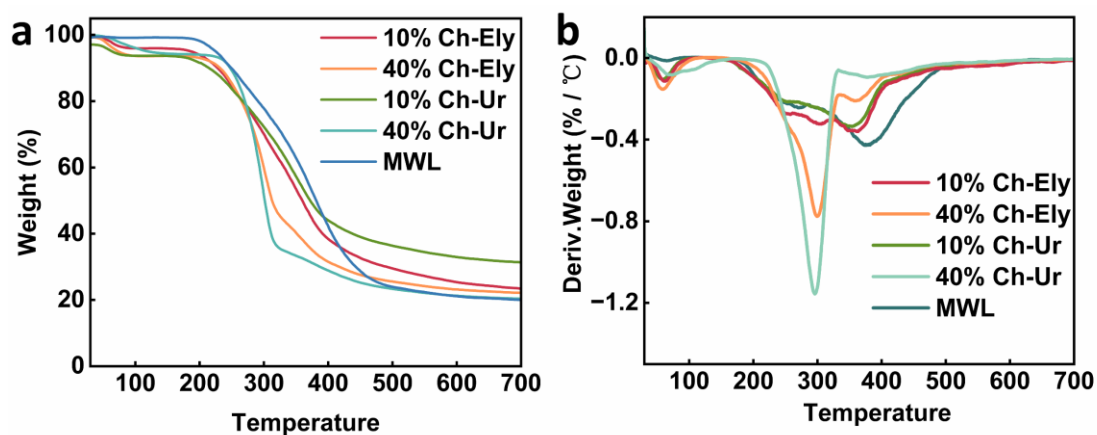 a
Weight (%)
100
80
60
40
20
0
10% Ch-Ely
40% Ch-Ely
10% Ch-Ur
40% Ch-Ur
MWL
100 200 300 400 500 600 700
Temperature
b
Deriv.Weight (% / ℃)
0.0
−0.4
−0.8
−1.2
10% Ch-Ely
40% Ch-Ely
10% Ch-Ur
40% Ch-Ur
MWL
100 200 300 400 500 600 700
Temperature